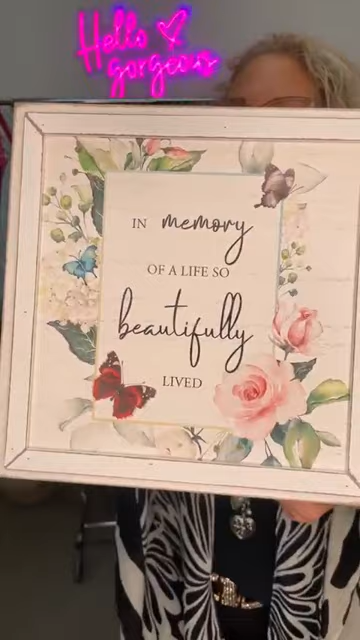 Hello
gorgeous
IN memory
OF A LIFE SO
beautifully
LIVED